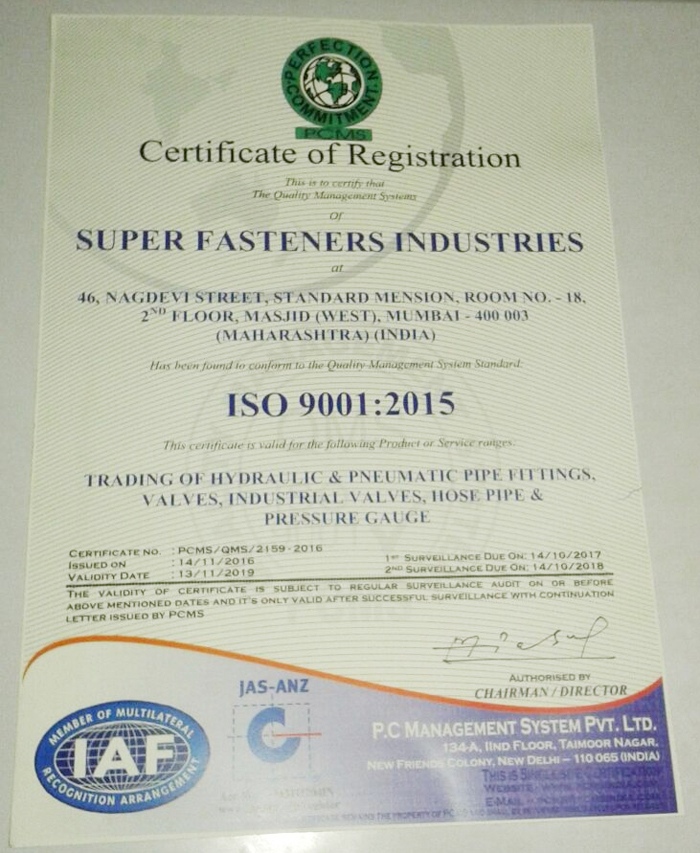 PERFECTION
COMMITMENT
PCMS
Certificate of Registration
This is to certify that
The Quality Management Systems
Of
SUPER FASTENERS INDUSTRIES
at
46, NAGDEVI STREET, STANDARD MENSION, ROOM NO. - 18,
2ND FLOOR, MASJID (WEST), MUMBAI - 400 003
(MAHARASHTRA) (INDIA)
Has been found to conform to the Quality Management System Standard:
ISO 9001:2015
This certificate is valid for the following Product or Service ranges:
TRADING OF HYDRAULIC & PNEUMATIC PIPE FITTINGS,
VALVES, INDUSTRIAL VALVES, HOSE PIPE &
PRESSURE GAUGE
CERTIFICATE NO. : PCMS/QMS/2159-2016
ISSUED ON : 14/11/2016
VALIDITY DATE : 13/11/2019
1ST SURVEILLANCE DUE ON: 14/10/2017
2ND SURVEILLANCE DUE ON: 14/10/2018
THE VALIDITY OF CERTIFICATE IS SUBJECT TO REGULAR SURVEILLANCE AUDIT ON OR BEFORE
ABOVE MENTIONED DATES AND IT'S ONLY VALID AFTER SUCCESSFUL SURVEILLANCE WITH CONTINUATION
LETTER ISSUED BY PCMS
AUTHORISED BY
CHAIRMAN / DIRECTOR
JAS-ANZ
MEMBER OF MULTILATERAL
IAF
RECOGNITION ARRANGEMENT
P.C MANAGEMENT SYSTEM PVT. LTD.
134-A, IIND FLOOR, TAIMOOR NAGAR,
NEW FRIENDS COLONY, NEW DELHI – 110 065 (INDIA)
THIS IS
WEBSITE:
E-MAIL